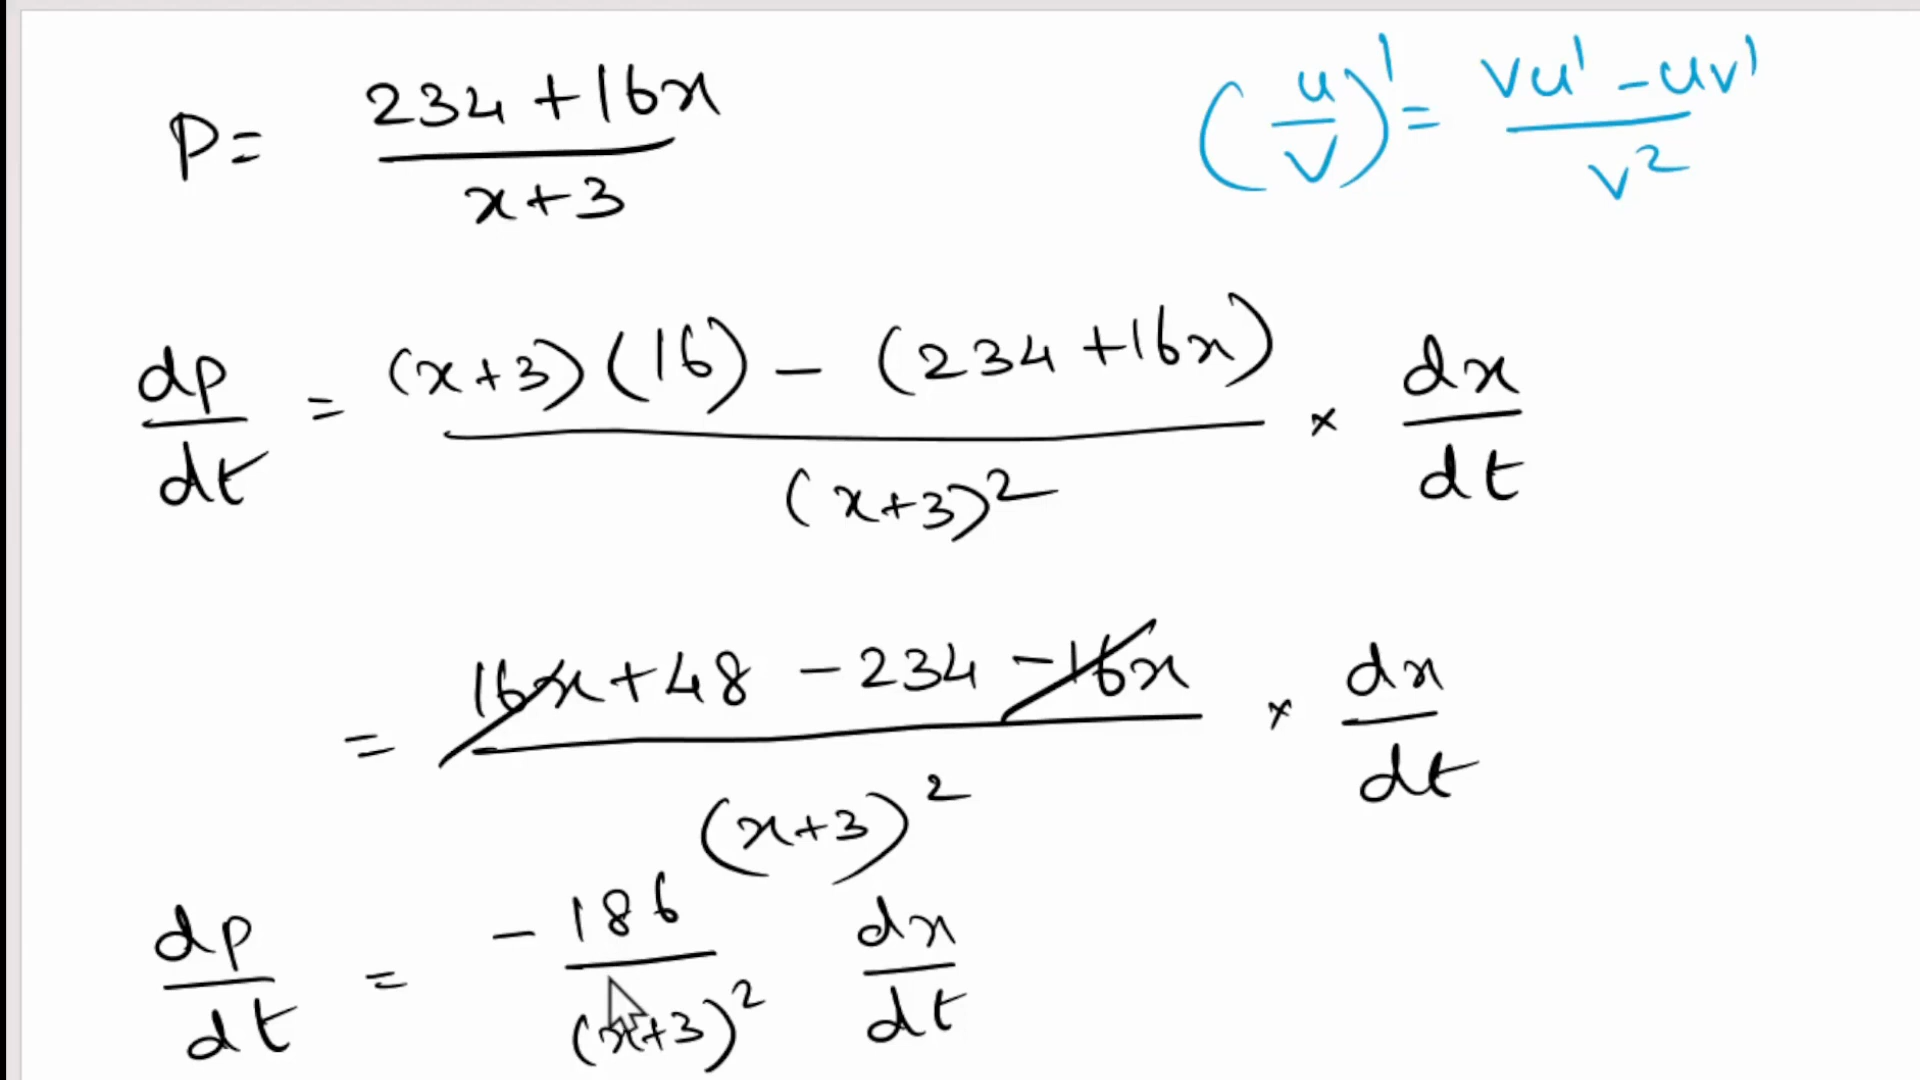 P = (234 + 16x)/(x+3)
(u/v)' = (vu' - uv')/v²
dp/dt = ((x+3)(16) - (234 + 16x))/(x+3)² × dx/dt
= (16x + 48 - 234 - 16x)/(x+3)² × dx/dt
dp/dt = -186/(x+3)² dx/dt